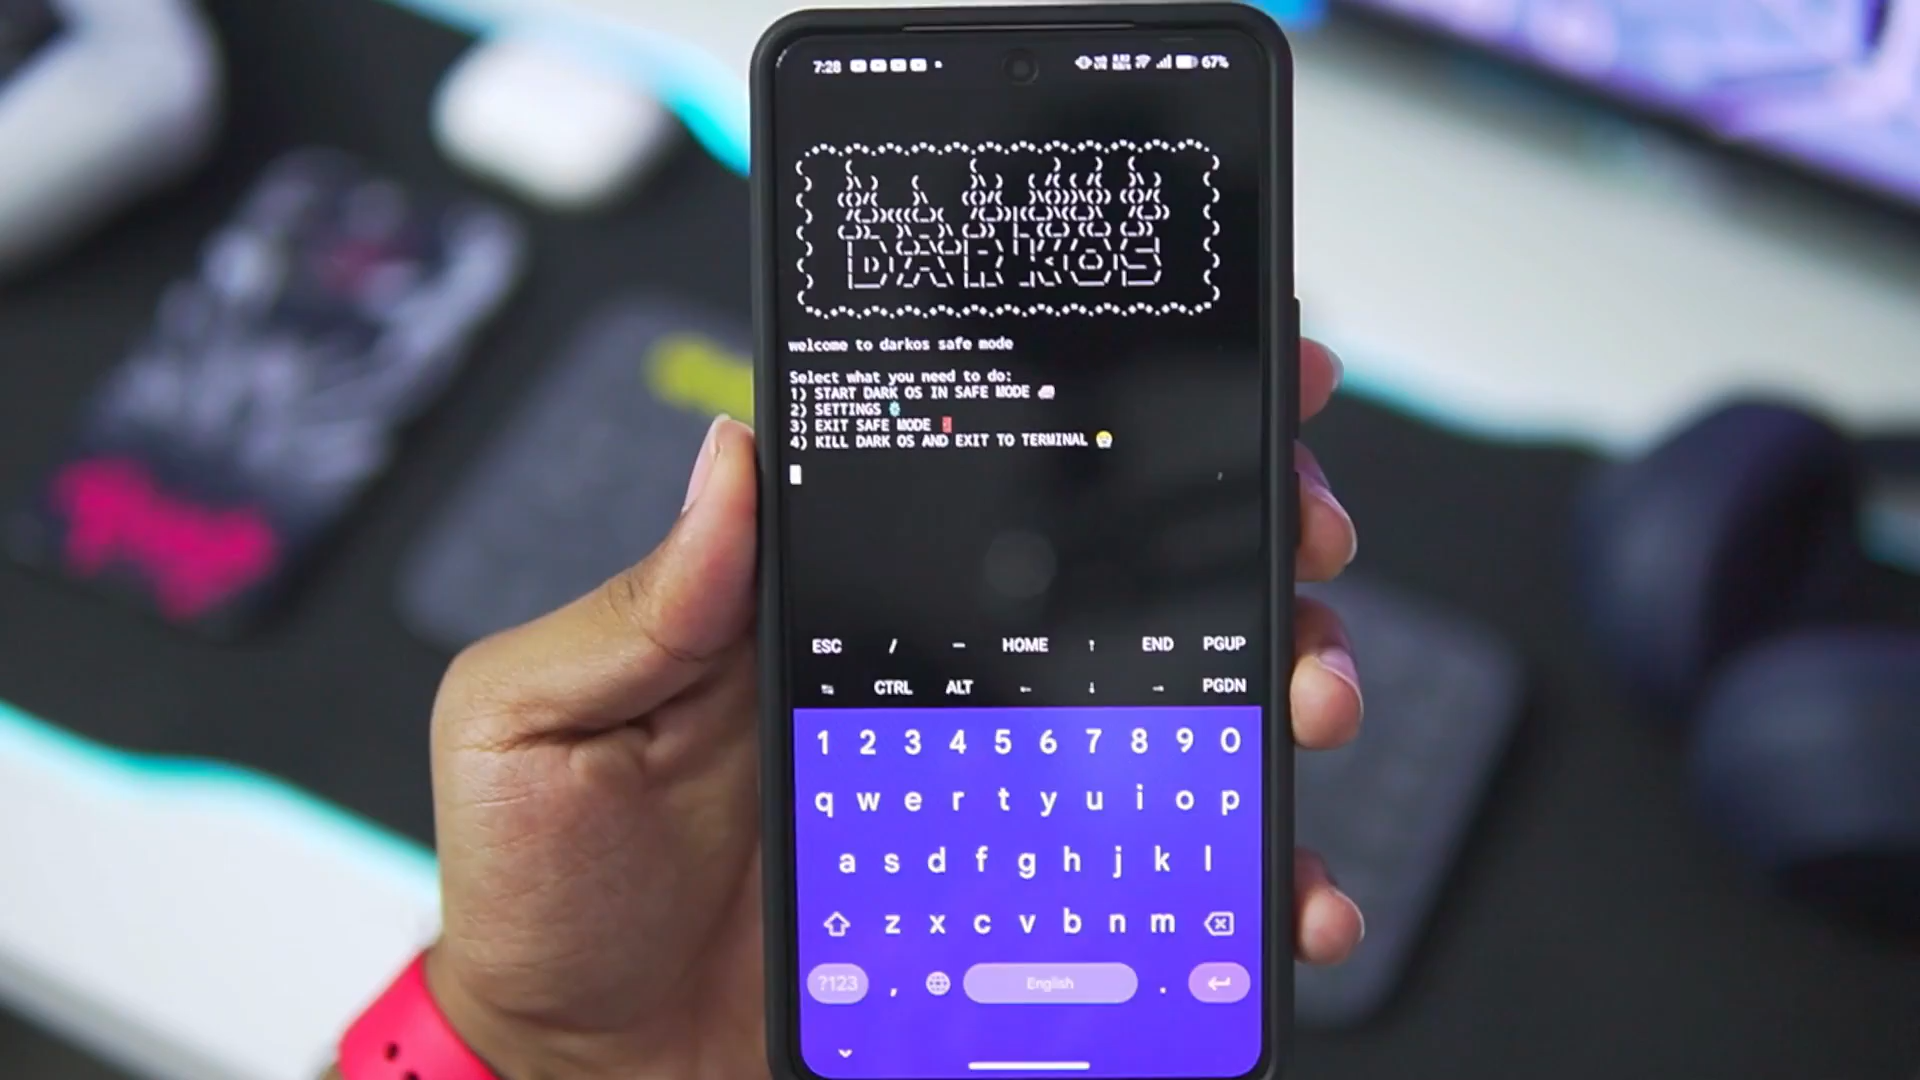 7:28 67%
DARKOS
welcome to darkos safe mode
Select what you need to do:
1) START DARK OS IN SAFE MODE
2) SETTINGS
3) EXIT SAFE MODE
4) KILL DARK OS AND EXIT TO TERMINAL
ESC / — HOME ↑ END PGUP
CTRL ALT ← ↓ → PGDN
1 2 3 4 5 6 7 8 9 0
q w e r t y u i o p
a s d f g h j k l
z x c v b n m
?123 , English .